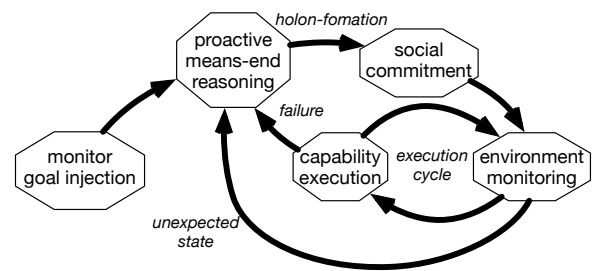 holon-fomation
proactive
means-end
reasoning
social
commitment
failure
monitor
goal injection
capability
execution
execution
cycle
environment
monitoring
unexpected
state